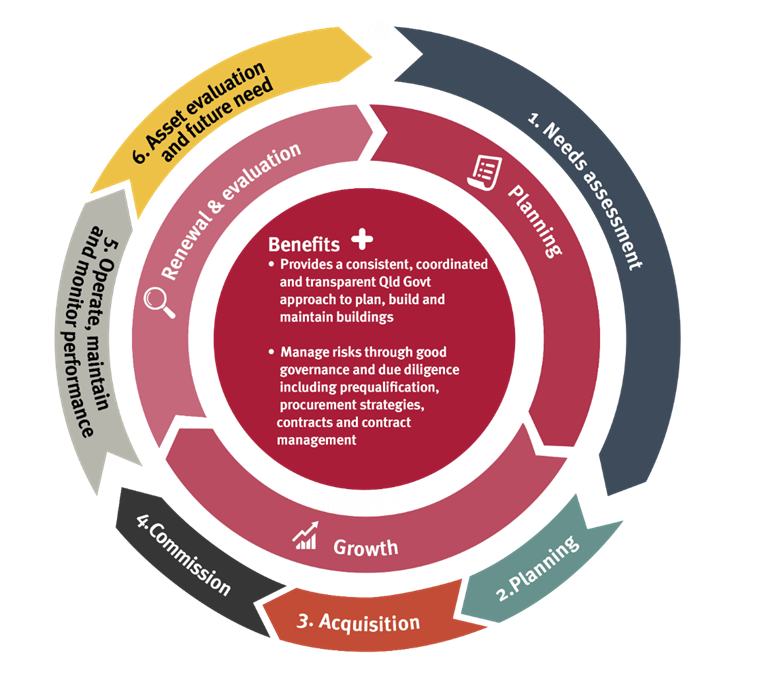 1. Needs assessment
2.Planning
3. Acquisition
4.Commission
5. Operate, maintain
and monitor performance
6. Asset evaluation
and future need
Planning
Growth
Renewal & evaluation
Benefits
• Provides a consistent, coordinated
and transparent Qld Govt
approach to plan, build and
maintain buildings
• Manage risks through good
governance and due diligence
including prequalification,
procurement strategies,
contracts and contract
management